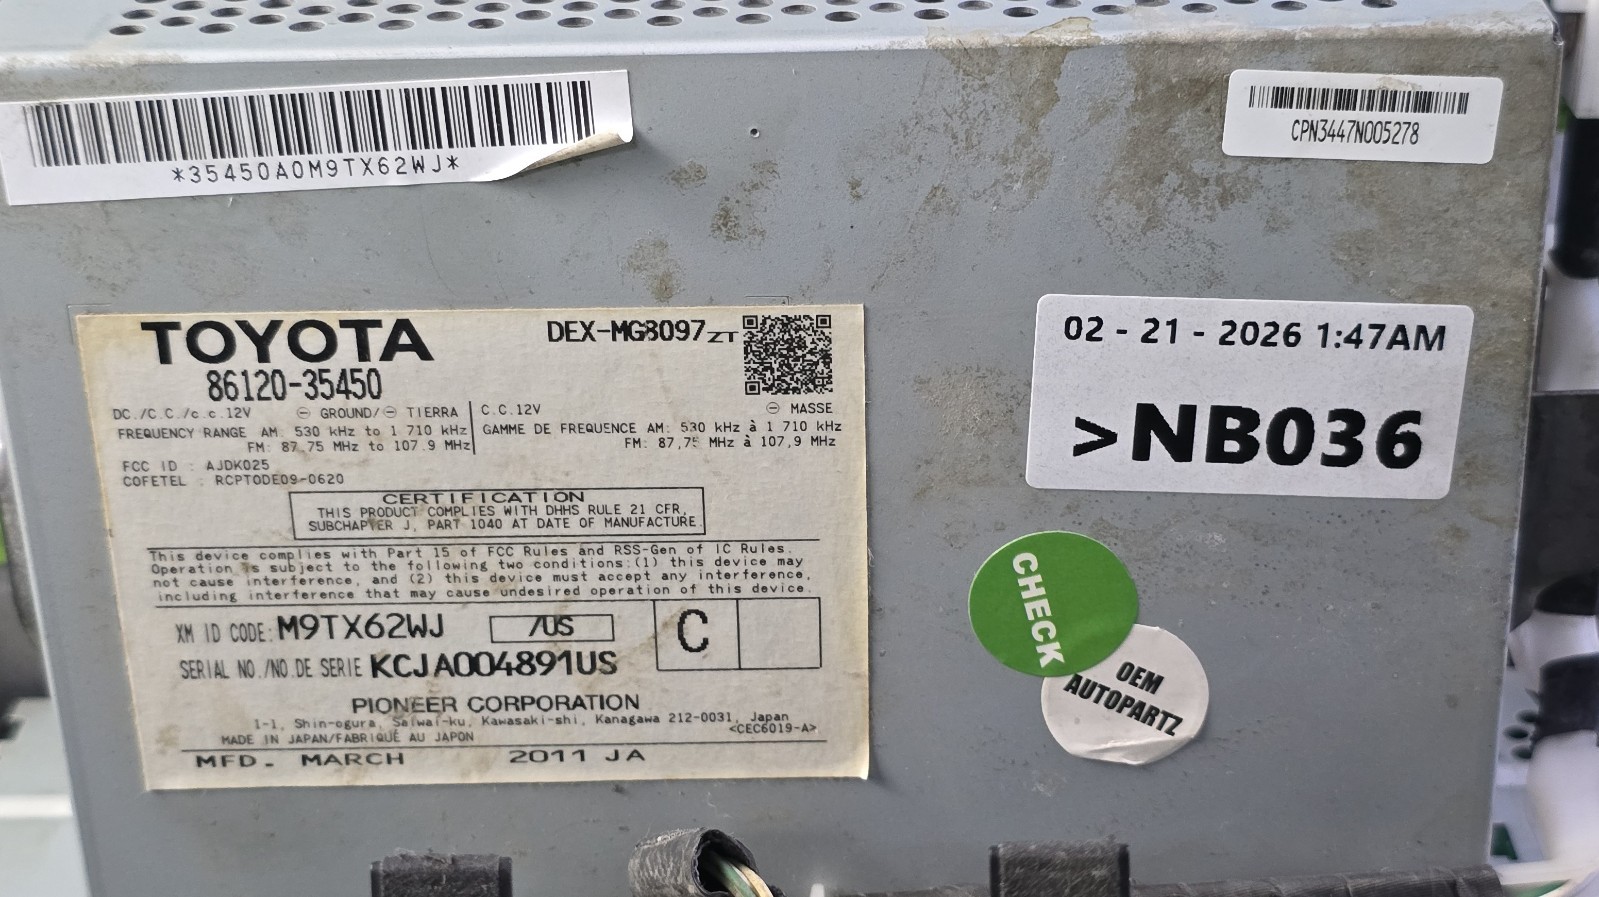 *35450A0M9TX62WJ*
CPN3447N005278
TOYOTA
DEX-MG8097ZT
86120-35450
DC./C.C./c.c.12V ⊖ GROUND/⊖ TIERRA
FREQUENCY RANGE AM: 530 kHz to 1 710 kHz
FM: 87.75 MHz to 107.9 MHz
C.C.12V ⊖ MASSE
GAMME DE FREQUENCE AM: 530 kHz à 1 710 kHz
FM: 87,75 MHz à 107,9 MHz
FCC ID : AJDK025
COFETEL : RCPTODE09-0620
CERTIFICATION
THIS PRODUCT COMPLIES WITH DHHS RULE 21 CFR,
SUBCHAPTER J, PART 1040 AT DATE OF MANUFACTURE.
This device complies with Part 15 of FCC Rules and RSS-Gen of IC Rules.
Operation is subject to the following two conditions:(1) this device may
not cause interference, and (2) this device must accept any interference,
including interference that may cause undesired operation of this device.
XM ID CODE: M9TX62WJ /US C
SERIAL NO./NO.DE SERIE KCJA004891US
PIONEER CORPORATION
1-1, Shin-ogura, Saiwai-ku, Kawasaki-shi, Kanagawa 212-0031, Japan
MADE IN JAPAN/FABRIQUÉ AU JAPON <CEC6019-A>
MFD. MARCH 2011 JA
02 - 21 - 2026 1:47AM
>NB036
CHECK
OEM
AUTOPARTZ